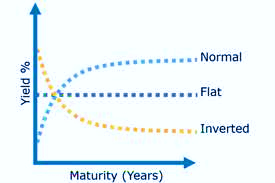 Normal
Flat
Inverted
Yield %
Maturity (Years)